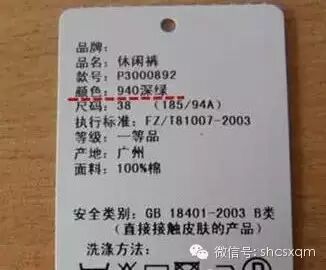 品牌：
品名：休闲裤
款号：P3000892
颜色：940深绿
尺码：38 (185/94A)
执行标准：FZ/T81007-2003
等级：一等品
产地：广州
面料：100%棉
安全类别：GB 18401-2003 B类
(直接接触皮肤的产品)
洗涤方法：
微信号: shcsxqm